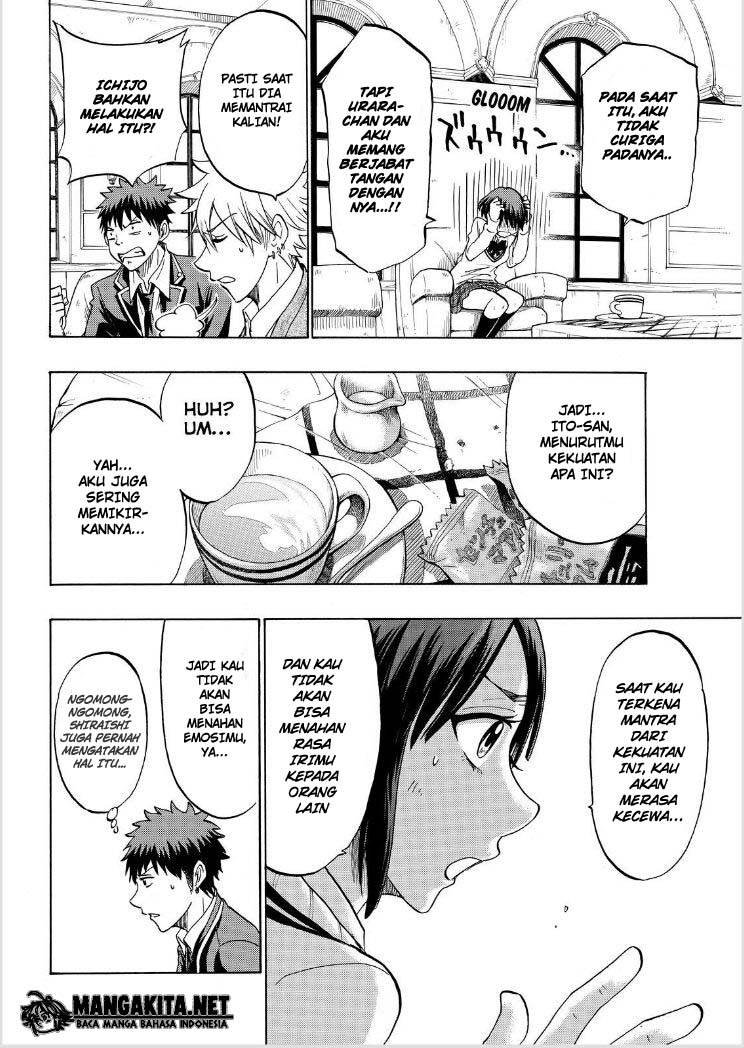 PADA SAAT
ITU, AKU
TIDAK
CURIGA
PADANYA..
GLOOOM
ズゥゥゥン...
TAPI
URARA-
CHAN DAN
AKU
MEMANG
BERJABAT
TANGAN
DENGAN
NYA...!!
PASTI SAAT
ITU DIA
MEMANTRAI
KALIAN!
ICHIJO
BAHKAN
MELAKUKAN
HAL ITU?!
JADI...
ITO-SAN,
MENURUTMU
KEKUATAN
APA INI?
HUH?
UM...
YAH...
AKU JUGA
SERING
MEMIKIR-
KANNYA...
SAAT KAU
TERKENA
MANTRA
DARI
KEKUATAN
INI, KAU
AKAN
MERASA
KECEWA...
DAN KAU
TIDAK
AKAN
BISA
MENAHAN
RASA
IRIMU
KEPADA
ORANG
LAIN
JADI KAU
TIDAK
AKAN
BISA
MENAHAN
EMOSIMU,
YA...
NGOMONG-
NGOMONG,
SHIRAISHI
JUGA PERNAH
MENGATAKAN
HAL ITU...
MANGAKITA.NET
BACA MANGA BAHASA INDONESIA